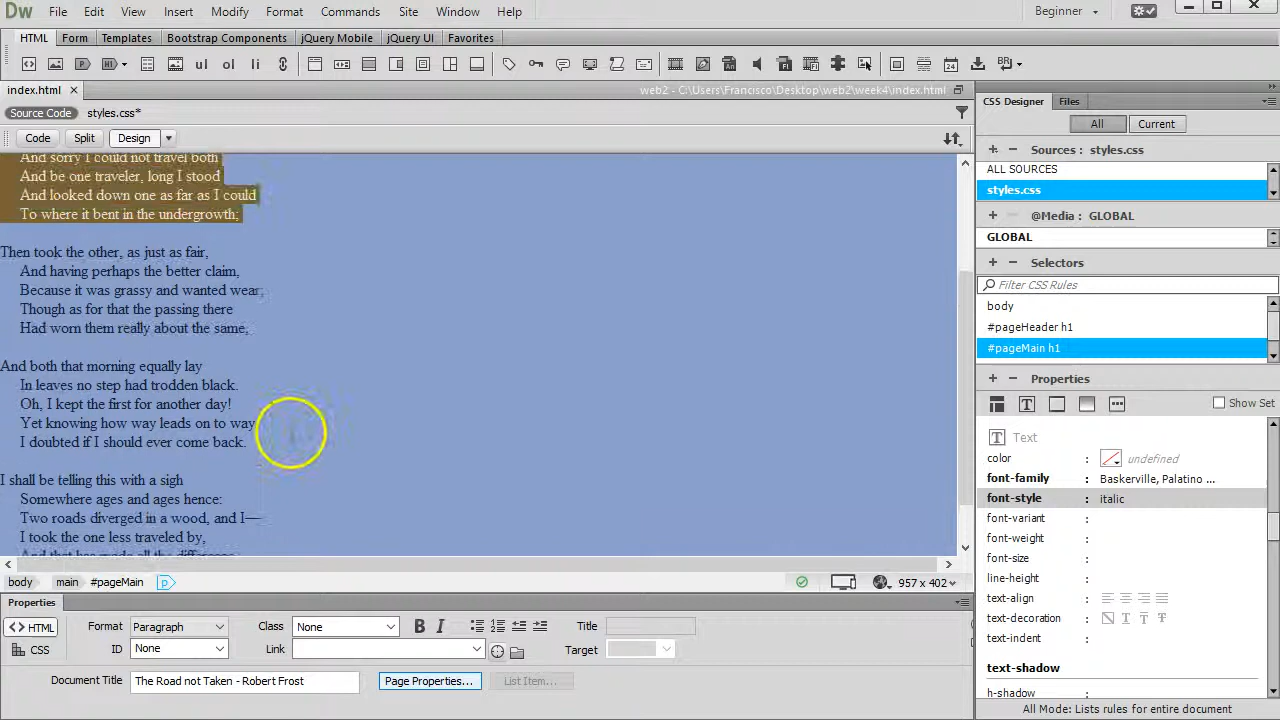 Dw File Edit View Insert Modify Format Commands Site Window Help Beginner
HTML Form Templates Bootstrap Components jQuery Mobile jQuery UI Favorites
ul ol li
index.html web2 - C:\Users\Francisco\Desktop\web2\week4\index.html
Source Code styles.css*
Code Split Design
And sorry I could not travel both
And be one traveler, long I stood
And looked down one as far as I could
To where it bent in the undergrowth;
Then took the other, as just as fair,
And having perhaps the better claim,
Because it was grassy and wanted wear;
Though as for that the passing there
Had worn them really about the same,
And both that morning equally lay
In leaves no step had trodden black.
Oh, I kept the first for another day!
Yet knowing how way leads on to way
I doubted if I should ever come back.
I shall be telling this with a sigh
Somewhere ages and ages hence:
Two roads diverged in a wood, and I—
I took the one less traveled by,
And that has made all the difference
body main #pageMain p 957 x 402
CSS Designer Files
All Current
Sources : styles.css
ALL SOURCES
styles.css
@Media : GLOBAL
GLOBAL
Selectors
Filter CSS Rules
body
#pageHeader h1
#pageMain h1
Properties
Show Set
Text
color : undefined
font-family : Baskerville, Palatino ...
font-style : italic
font-variant :
font-weight :
font-size :
line-height :
text-align :
text-decoration :
text-indent :
text-shadow
h-shadow :
All Mode: Lists rules for entire document
Properties
HTML Format Paragraph Class None B I Title
CSS ID None Link Target
Document Title The Road not Taken - Robert Frost Page Properties... List Item...